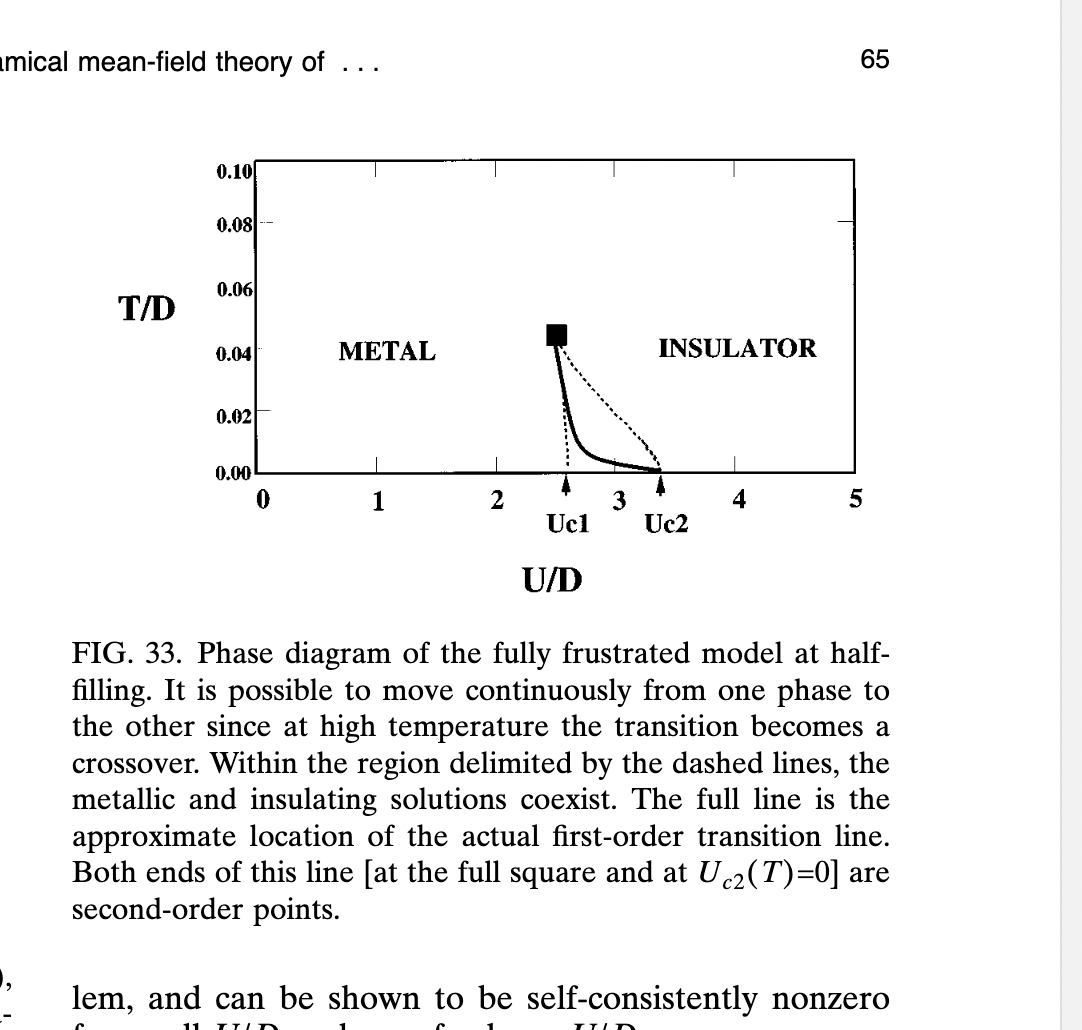 amical mean-field theory of . . .
65
0.10
0.08
0.06
T/D
0.04
METAL
INSULATOR
0.02
0.00
0
1
2
3
4
5
Uc1
Uc2
U/D
FIG. 33. Phase diagram of the fully frustrated model at half-
filling. It is possible to move continuously from one phase to
the other since at high temperature the transition becomes a
crossover. Within the region delimited by the dashed lines, the
metallic and insulating solutions coexist. The full line is the
approximate location of the actual first-order transition line.
Both ends of this line [at the full square and at U_{c2}(T)=0] are
second-order points.
),
lem, and can be shown to be self-consistently nonzero